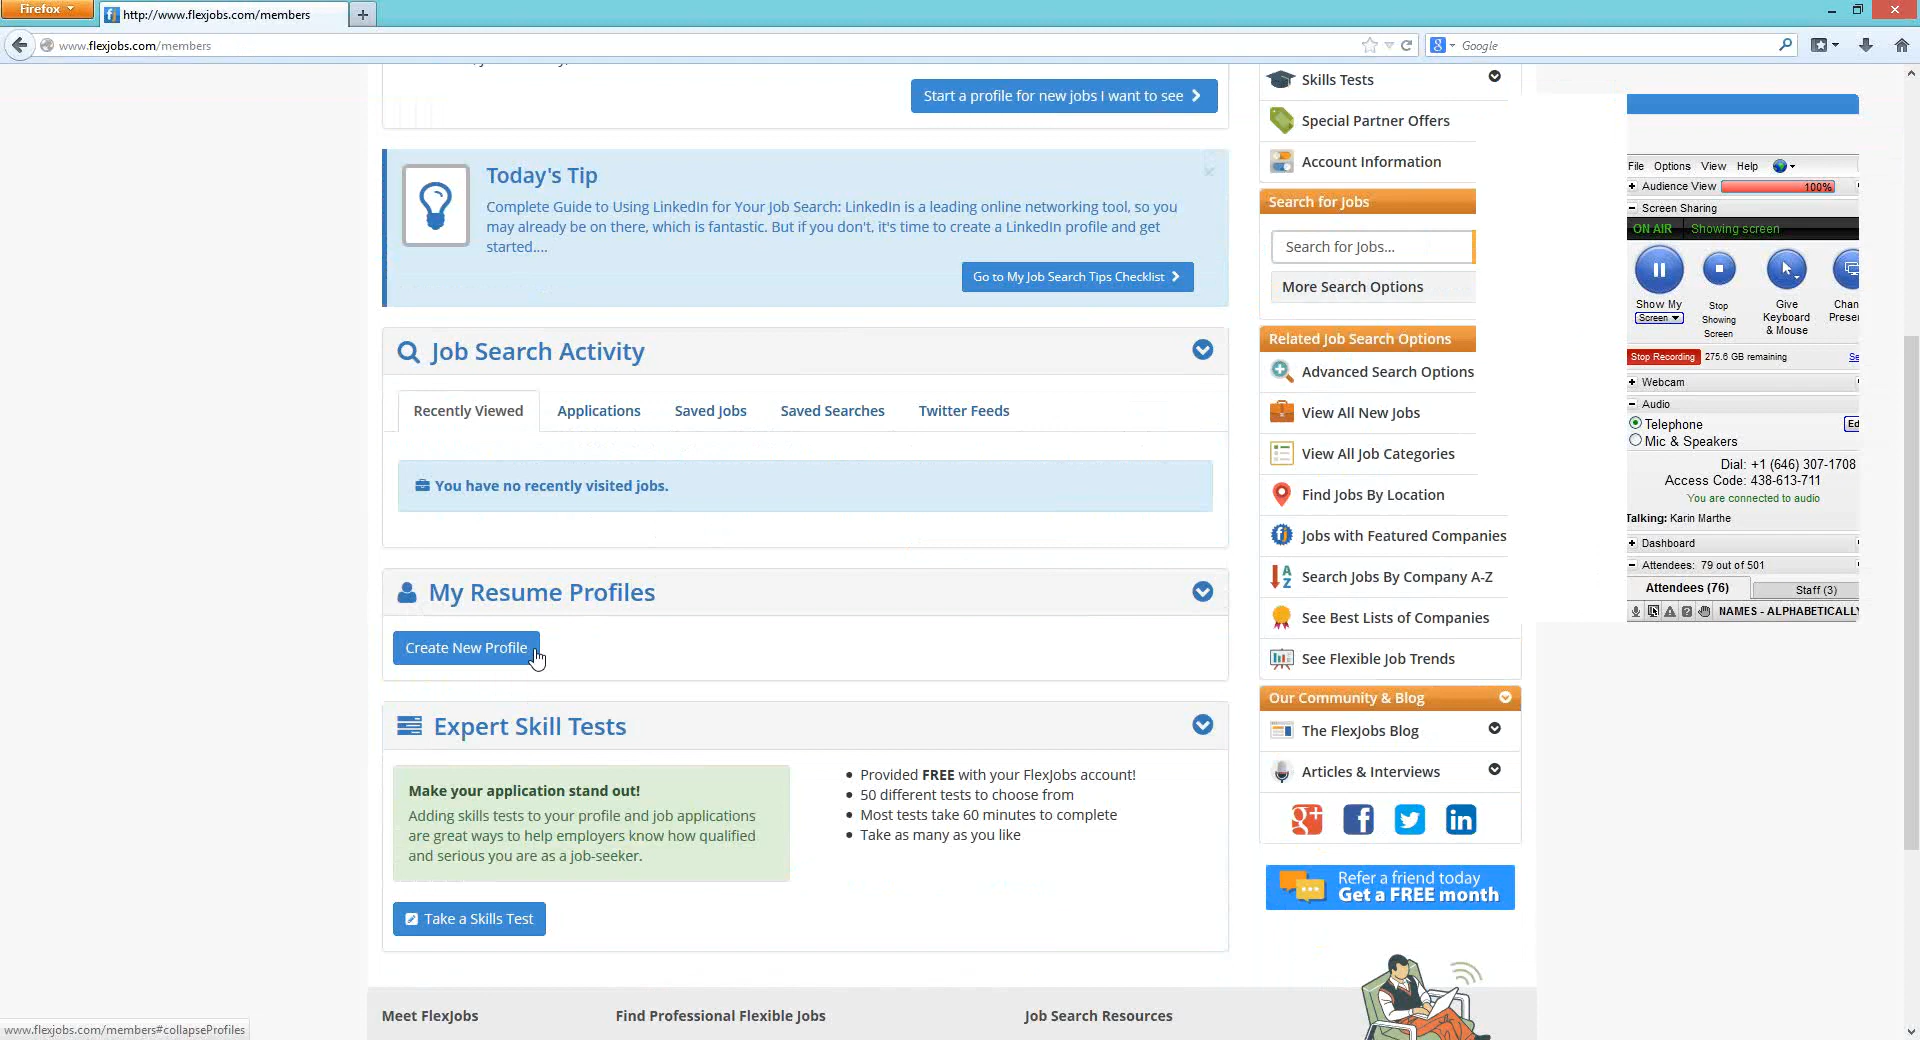 Firefox
http://www.flexjobs.com/members
www.flexjobs.com/members
Google
Start a profile for new jobs I want to see
Today's Tip
Complete Guide to Using LinkedIn for Your Job Search: LinkedIn is a leading online networking tool, so you
may already be on there, which is fantastic. But if you don't, it's time to create a LinkedIn profile and get
started....
Go to My Job Search Tips Checklist
Job Search Activity
Recently Viewed
Applications
Saved Jobs
Saved Searches
Twitter Feeds
You have no recently visited jobs.
My Resume Profiles
Create New Profile
Expert Skill Tests
Make your application stand out!
Adding skills tests to your profile and job applications
are great ways to help employers know how qualified
and serious you are as a job-seeker.
Provided FREE with your FlexJobs account!
50 different tests to choose from
Most tests take 60 minutes to complete
Take as many as you like
Take a Skills Test
Meet FlexJobs
Find Professional Flexible Jobs
Job Search Resources
www.flexjobs.com/members#collapseProfiles
Skills Tests
Special Partner Offers
Account Information
Search for Jobs
Search for Jobs...
More Search Options
Related Job Search Options
Advanced Search Options
View All New Jobs
View All Job Categories
Find Jobs By Location
Jobs with Featured Companies
Search Jobs By Company A-Z
See Best Lists of Companies
See Flexible Job Trends
Our Community & Blog
The FlexJobs Blog
Articles & Interviews
Refer a friend today
Get a FREE month
File Options View Help
Audience View 100%
Screen Sharing
ON AIR Showing screen
Show My
Screen
Stop
Showing
Screen
Give
Keyboard
& Mouse
Chan
Presen
Stop Recording 275.6 GB remaining Se
Webcam
Audio
Telephone Ed
Mic & Speakers
Dial: +1 (646) 307-1708
Access Code: 438-613-711
You are connected to audio
Talking: Karin Marthe
Dashboard
Attendees: 79 out of 501
Attendees (76) Staff (3)
NAMES - ALPHABETICALLY